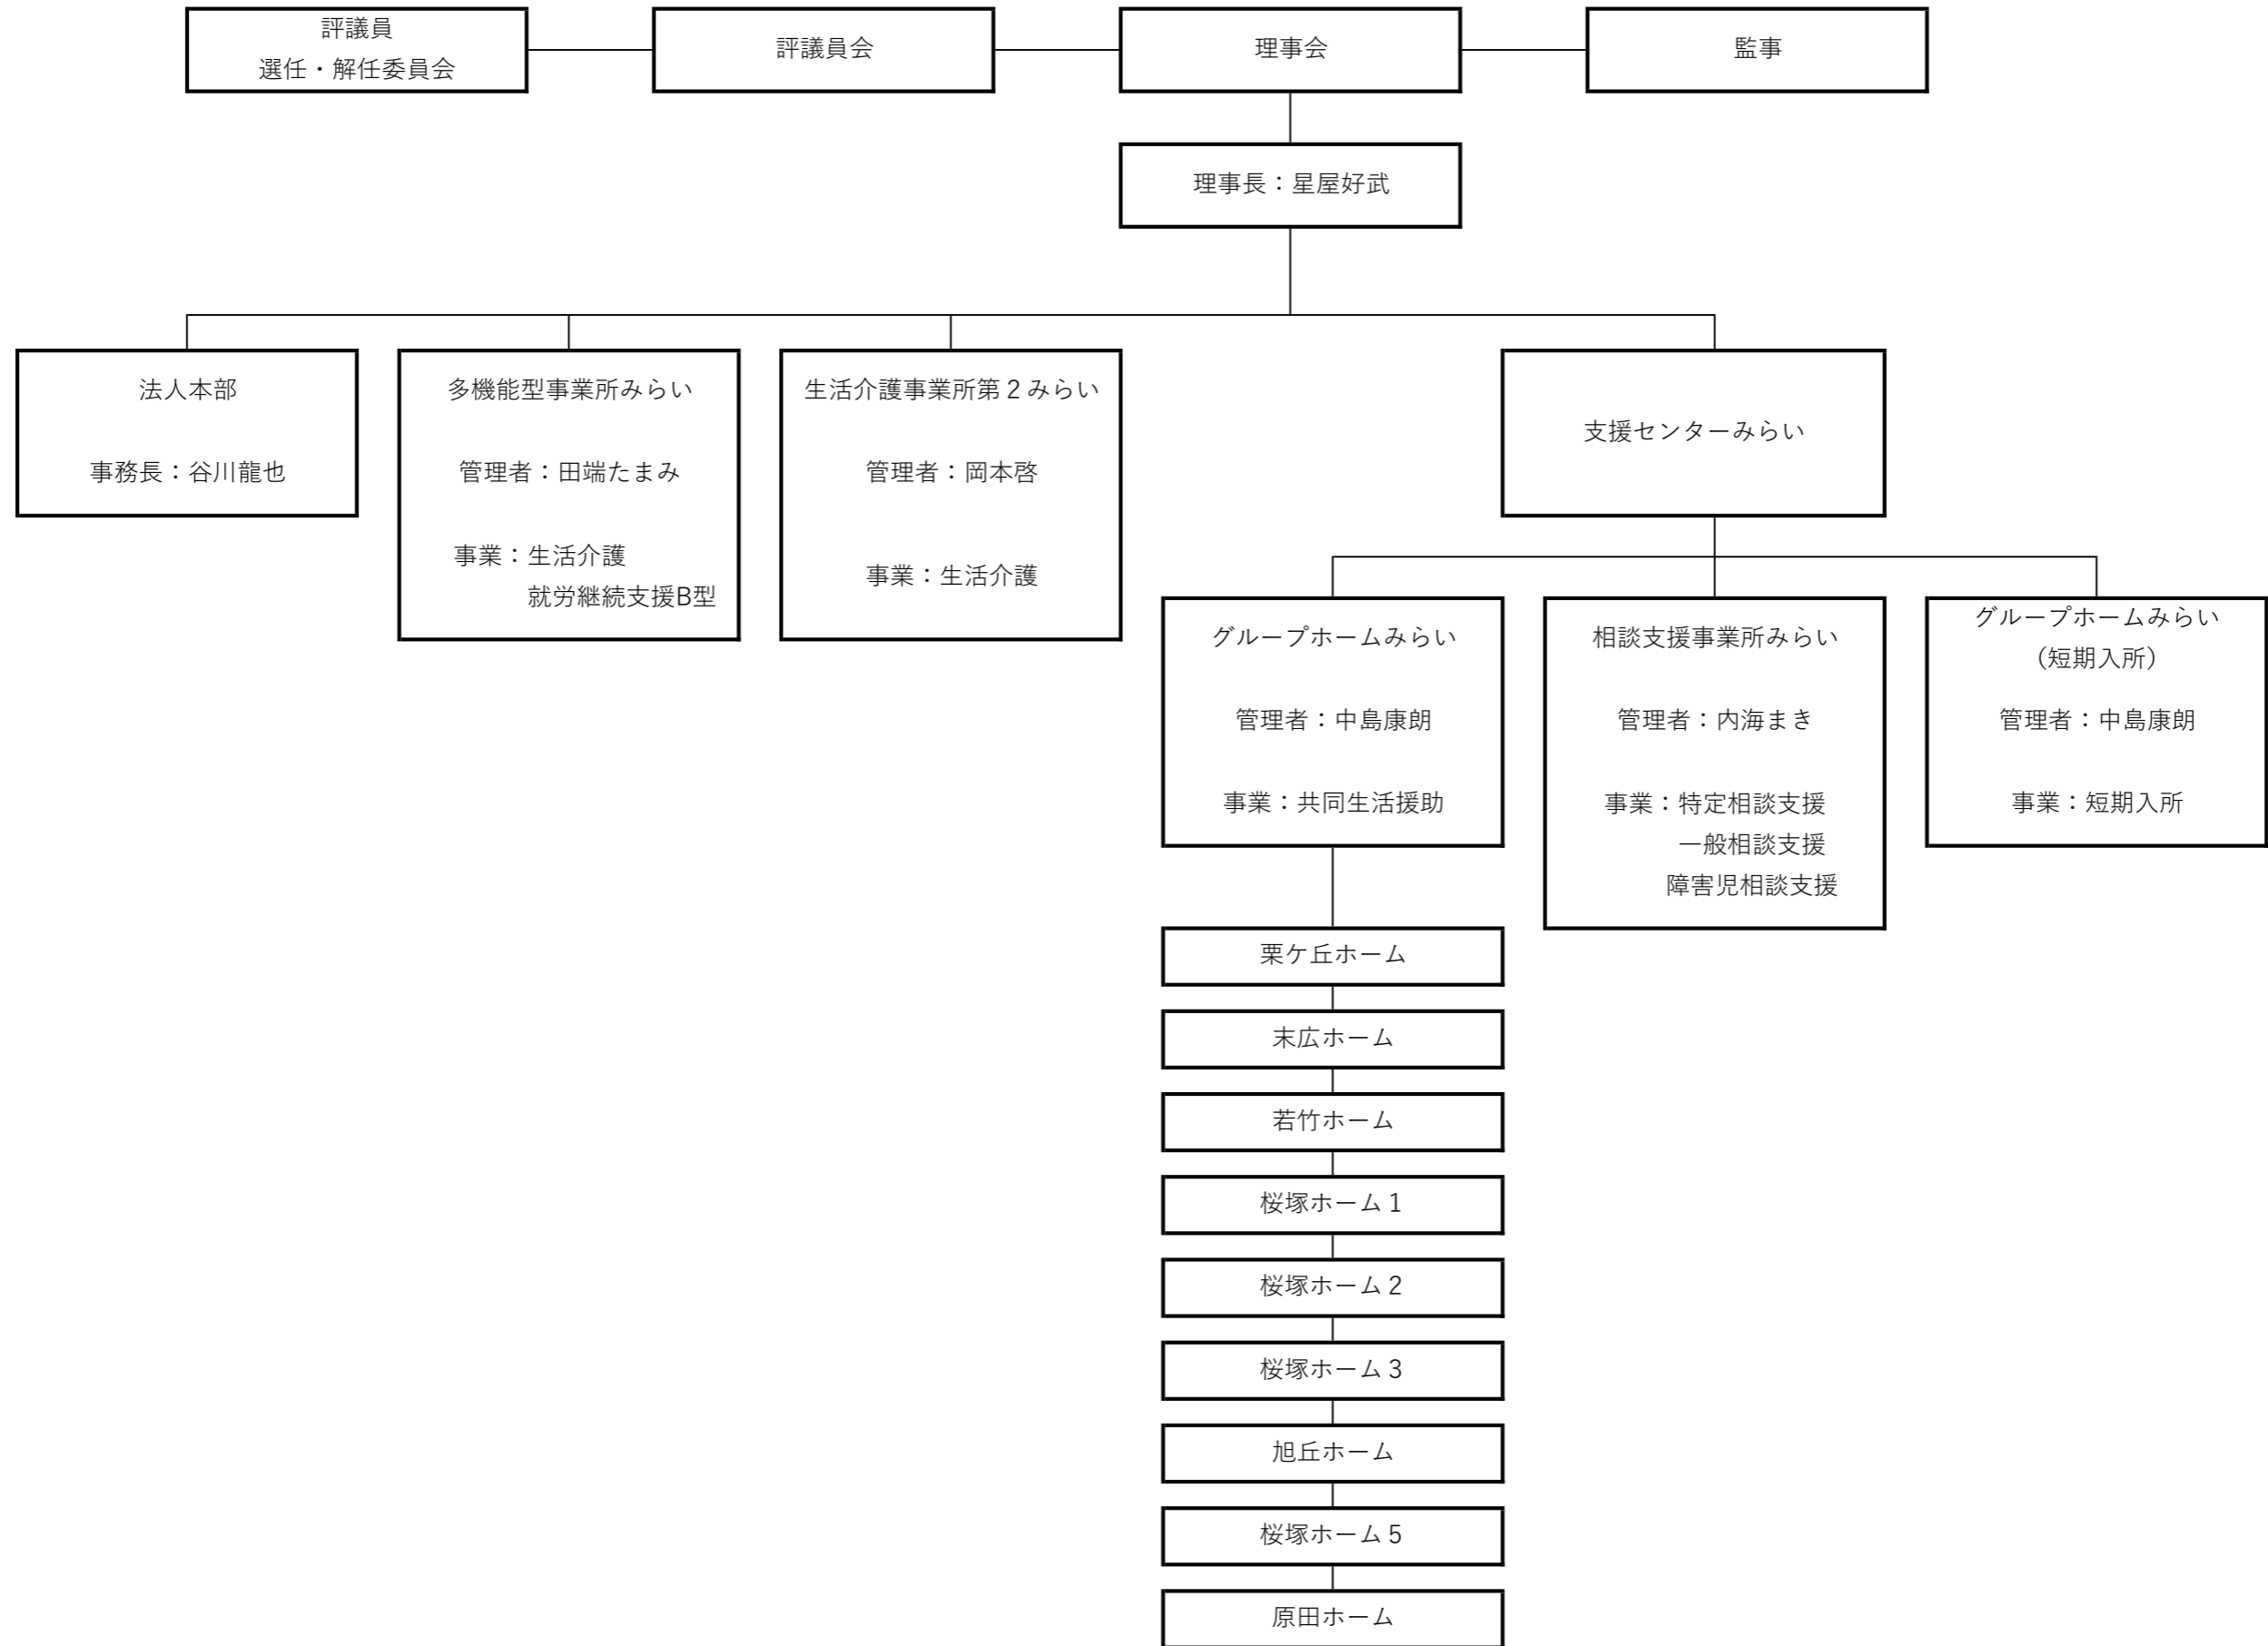 評議員
選任・解任委員会
評議員会
理事会
監事
理事長：星屋好武
法人本部
事務長：谷川龍也
多機能型事業所みらい
管理者：田端たまみ
事業：生活介護
就労継続支援B型
生活介護事業所第２みらい
管理者：岡本啓
事業：生活介護
支援センターみらい
グループホームみらい
管理者：中島康朗
事業：共同生活援助
相談支援事業所みらい
管理者：内海まき
事業：特定相談支援
一般相談支援
障害児相談支援
グループホームみらい
（短期入所）
管理者：中島康朗
事業：短期入所
栗ケ丘ホーム
末広ホーム
若竹ホーム
桜塚ホーム１
桜塚ホーム２
桜塚ホーム３
旭丘ホーム
桜塚ホーム５
原田ホーム